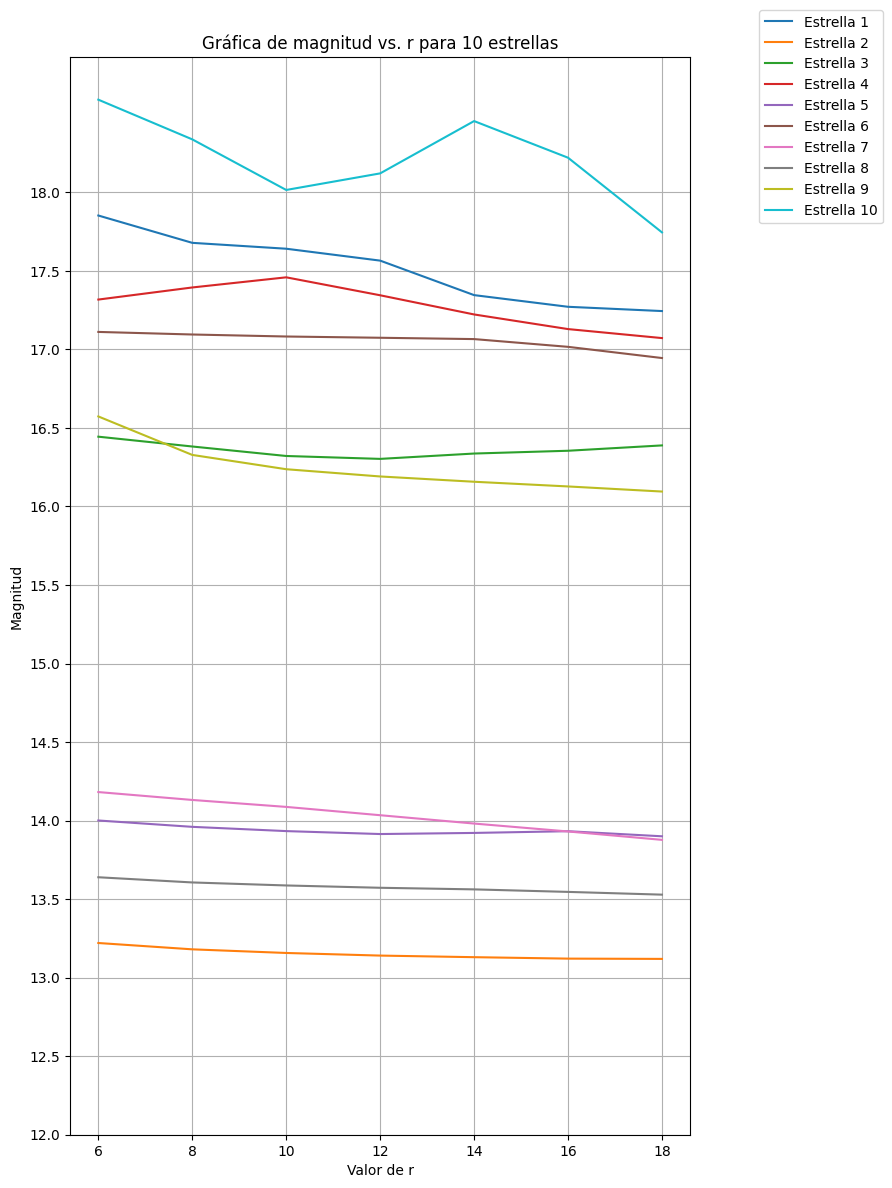 Gráfica de magnitud vs. r para 10 estrellas
Estrella 1
Estrella 2
Estrella 3
Estrella 4
Estrella 5
Estrella 6
Estrella 7
Estrella 8
Estrella 9
Estrella 10
Magnitud
18.0
17.5
17.0
16.5
16.0
15.5
15.0
14.5
14.0
13.5
13.0
12.5
12.0
6 8 10 12 14 16 18
Valor de r